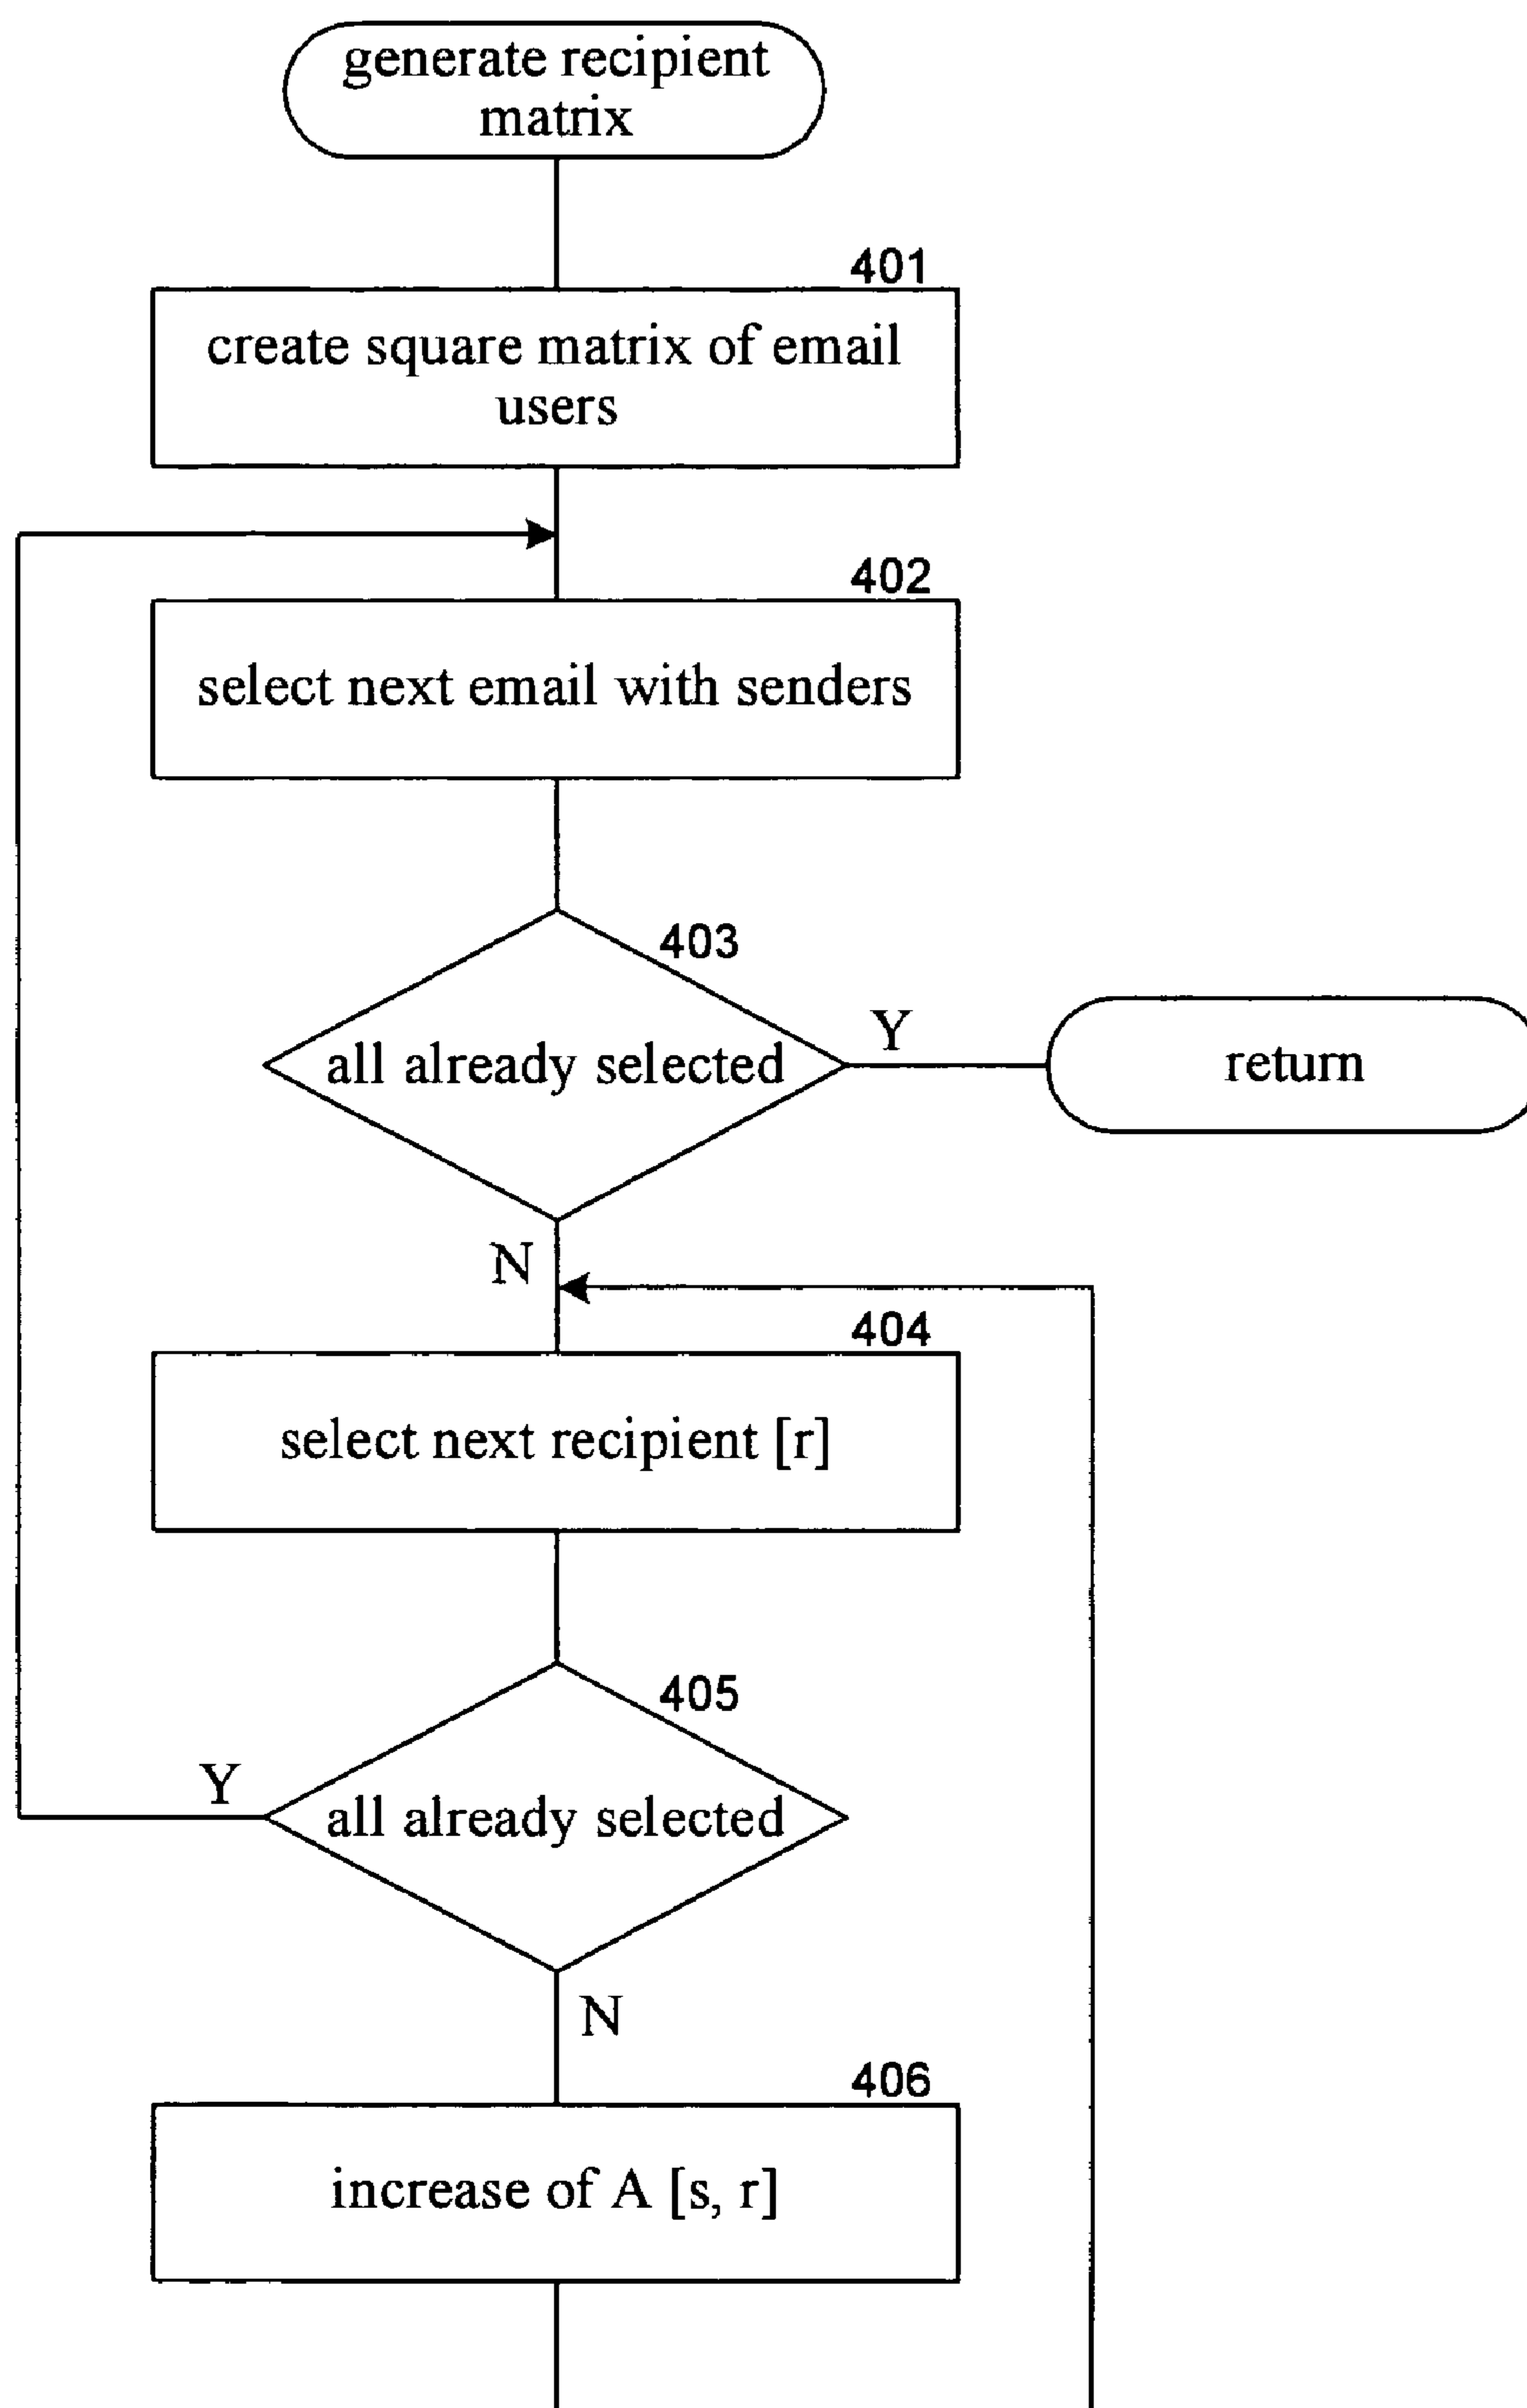 generate recipient
matrix
401
create square matrix of email
users
402
select next email with senders
403
all already selected
Y
return
N
404
select next recipient [r]
405
Y
all already selected
N
406
increase of A [s, r]